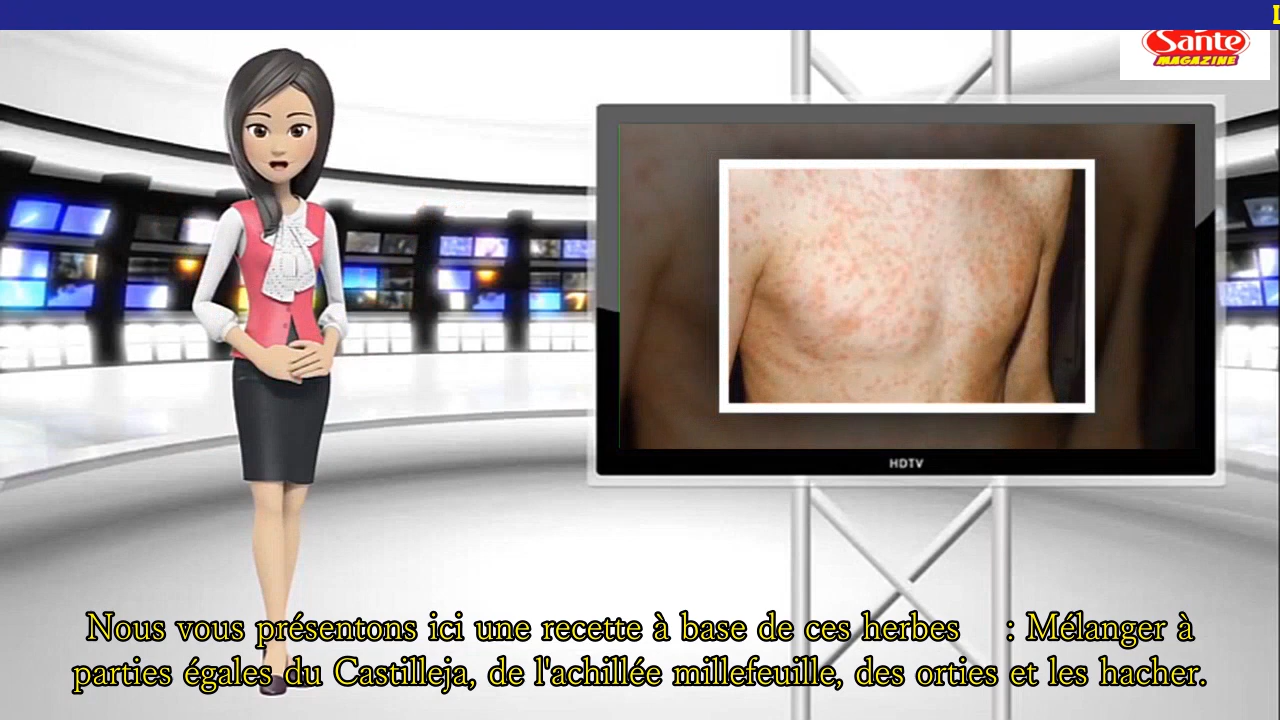 Santé
MAGAZINE
HDTV
Nous vous présentons ici une recette à base de ces herbes : Mélanger à
parties égales du Castilleja, de l'achillée millefeuille, des orties et les hacher.